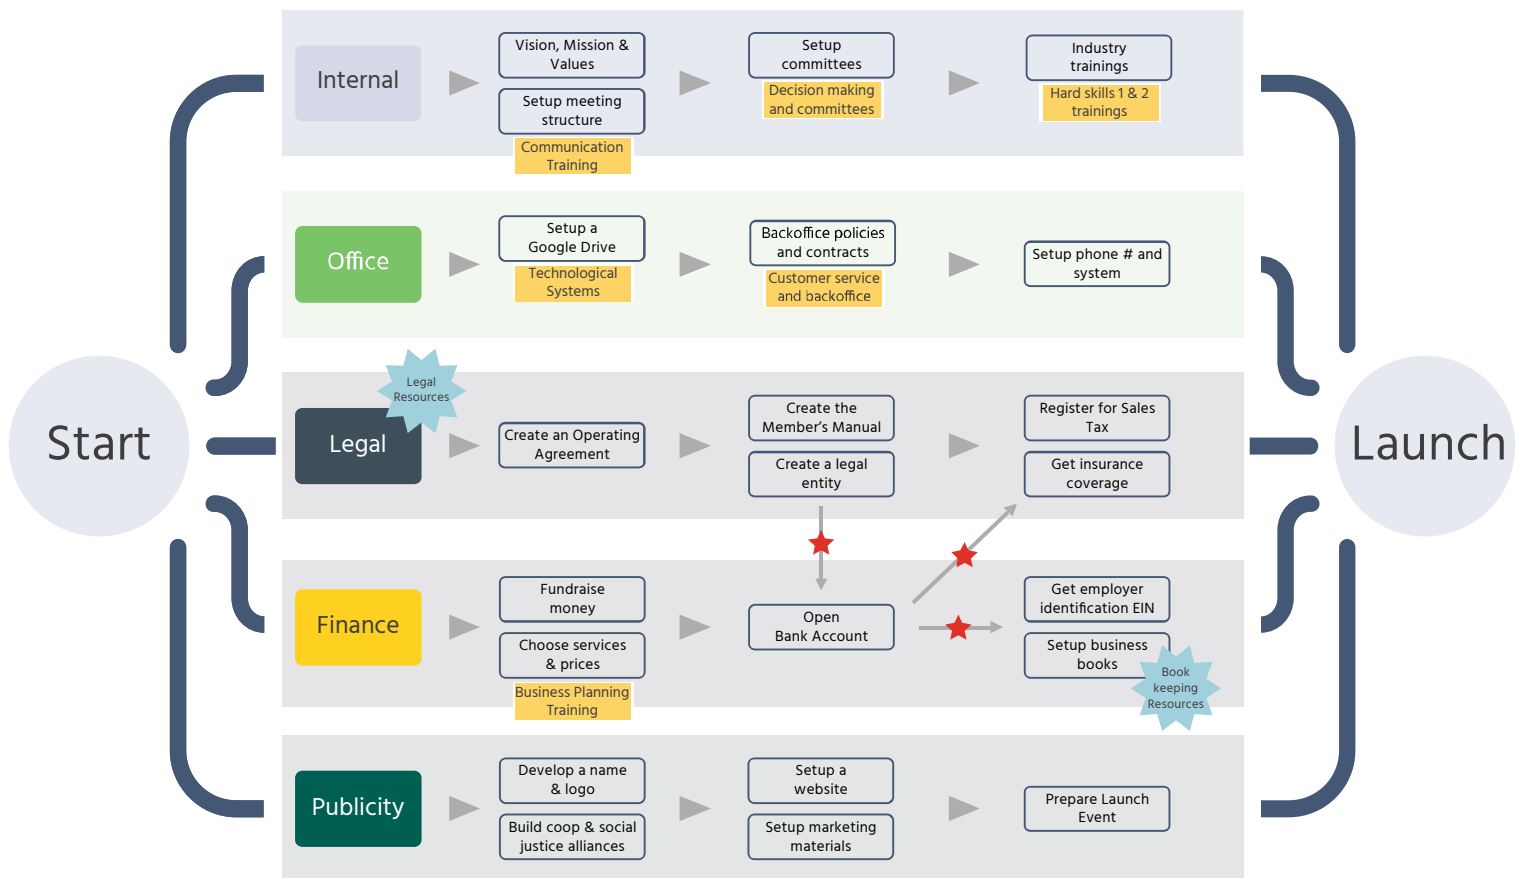 Start
Internal
Vision, Mission &
Values
Setup meeting
structure
Communication
Training
Setup
committees
Decision making
and committees
Industry
trainings
Hard skills 1 & 2
trainings
Office
Setup a
Google Drive
Technological
Systems
Backoffice policies
and contracts
Customer service
and backoffice
Setup phone # and
system
Legal
Resources
Legal
Create an Operating
Agreement
Create the
Member’s Manual
Create a legal
entity
Register for Sales
Tax
Get insurance
coverage
Finance
Fundraise
money
Choose services
& prices
Business Planning
Training
Open
Bank Account
Get employer
identification EIN
Setup business
books
Book
keeping
Resources
Publicity
Develop a name
& logo
Build coop & social
justice alliances
Setup a
website
Setup marketing
materials
Prepare Launch
Event
Launch